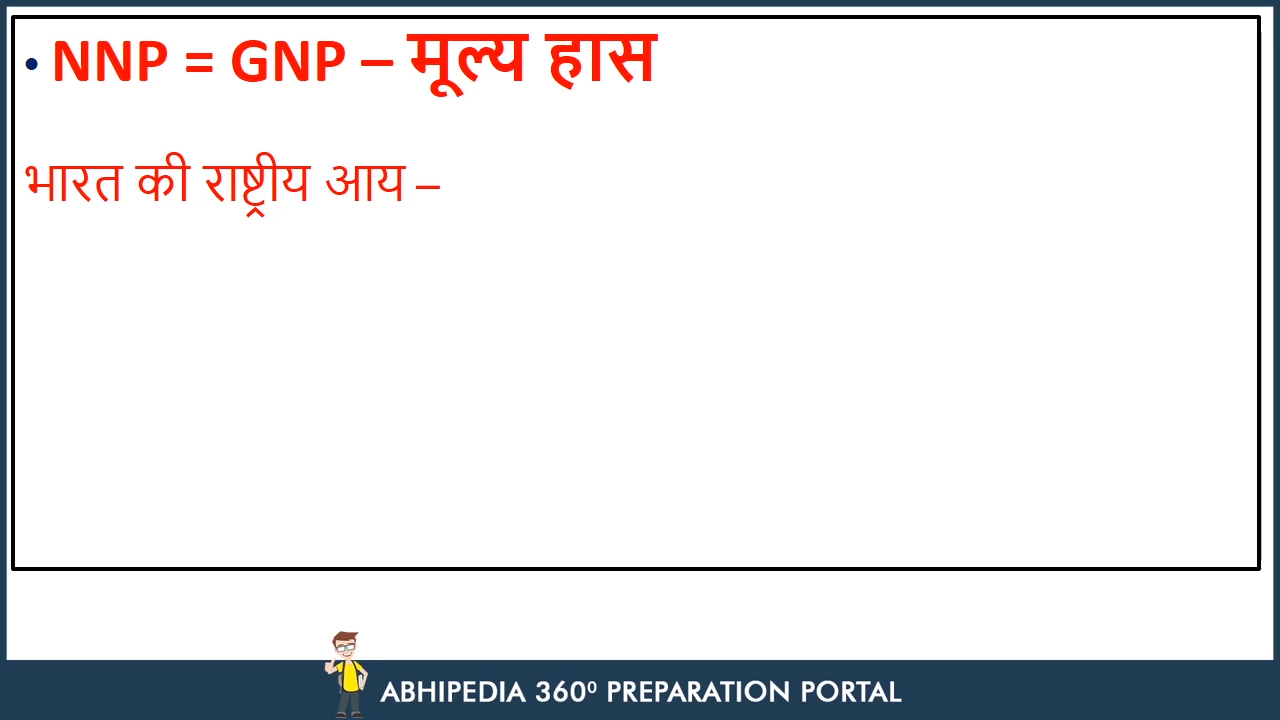 • NNP = GNP – मूल्य हास
भारत की राष्ट्रीय आय –
ABHIPEDIA 360⁰ PREPARATION PORTAL